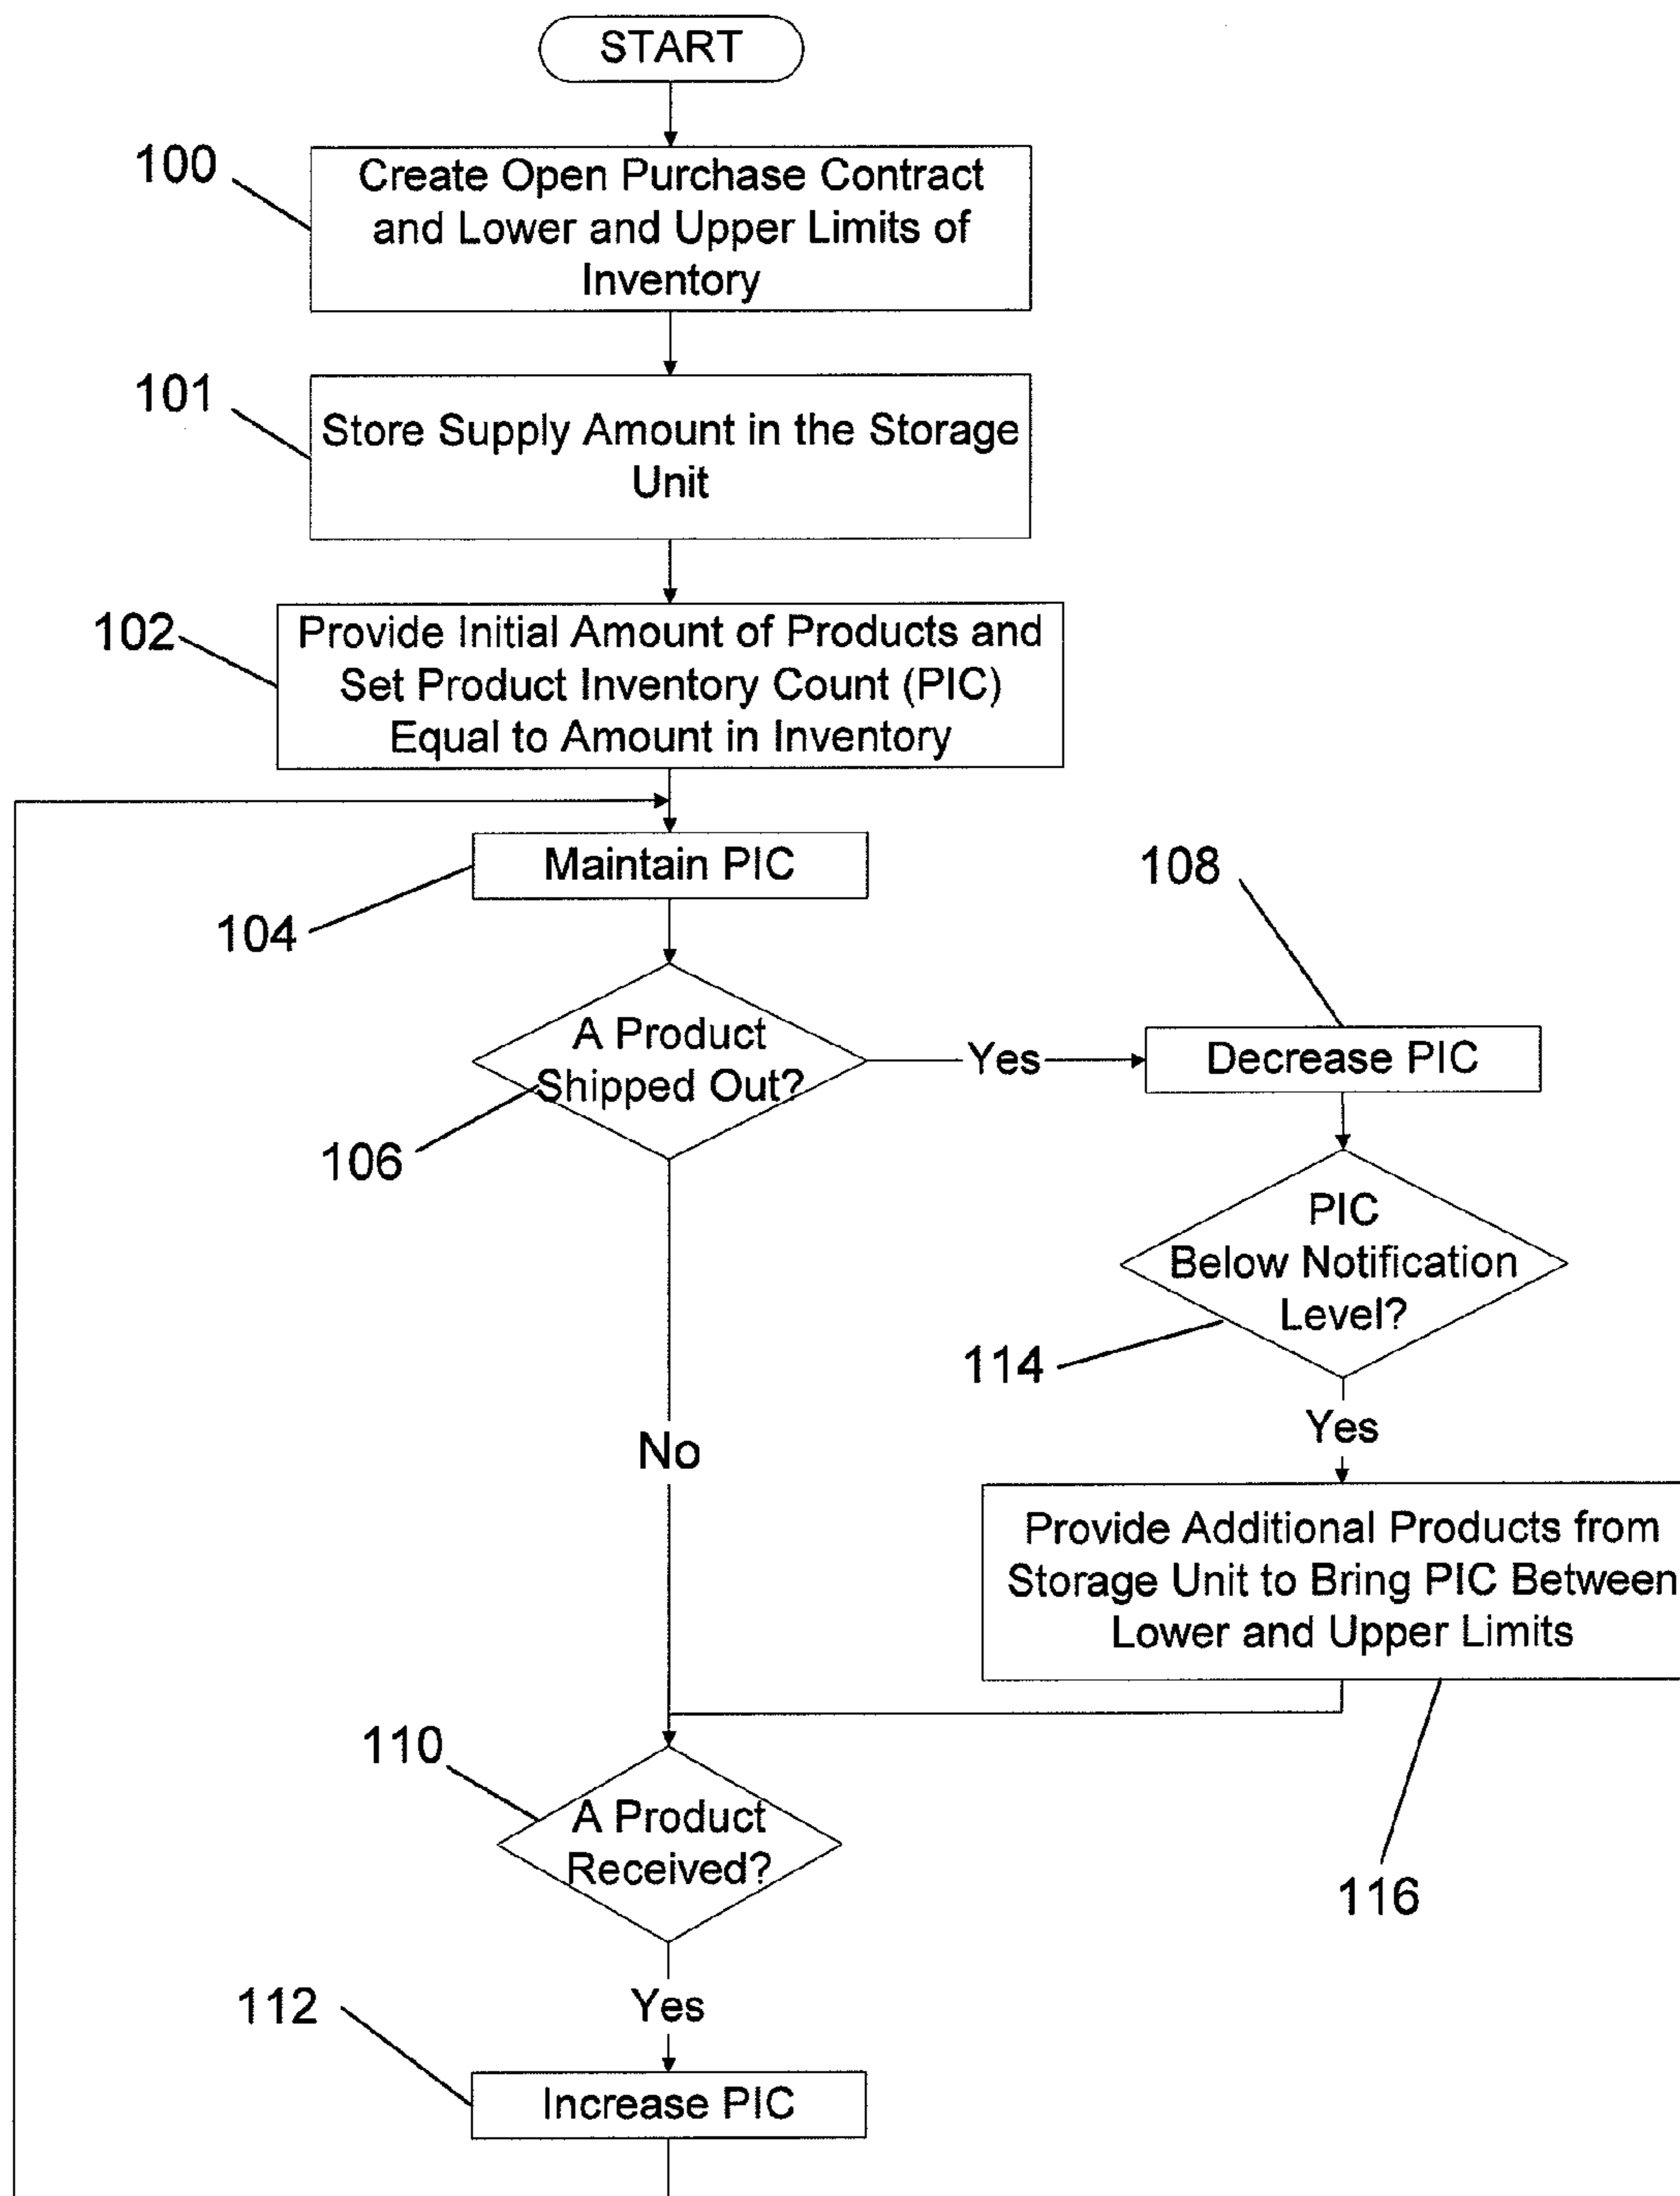 START
100
Create Open Purchase Contract
and Lower and Upper Limits of
Inventory
101
Store Supply Amount in the Storage
Unit
102
Provide Initial Amount of Products and
Set Product Inventory Count (PIC)
Equal to Amount in Inventory
Maintain PIC
104
108
A Product
Shipped Out?
Yes
Decrease PIC
106
PIC
Below Notification
Level?
114
Yes
No
Provide Additional Products from
Storage Unit to Bring PIC Between
Lower and Upper Limits
110
A Product
Received?
116
112
Yes
Increase PIC